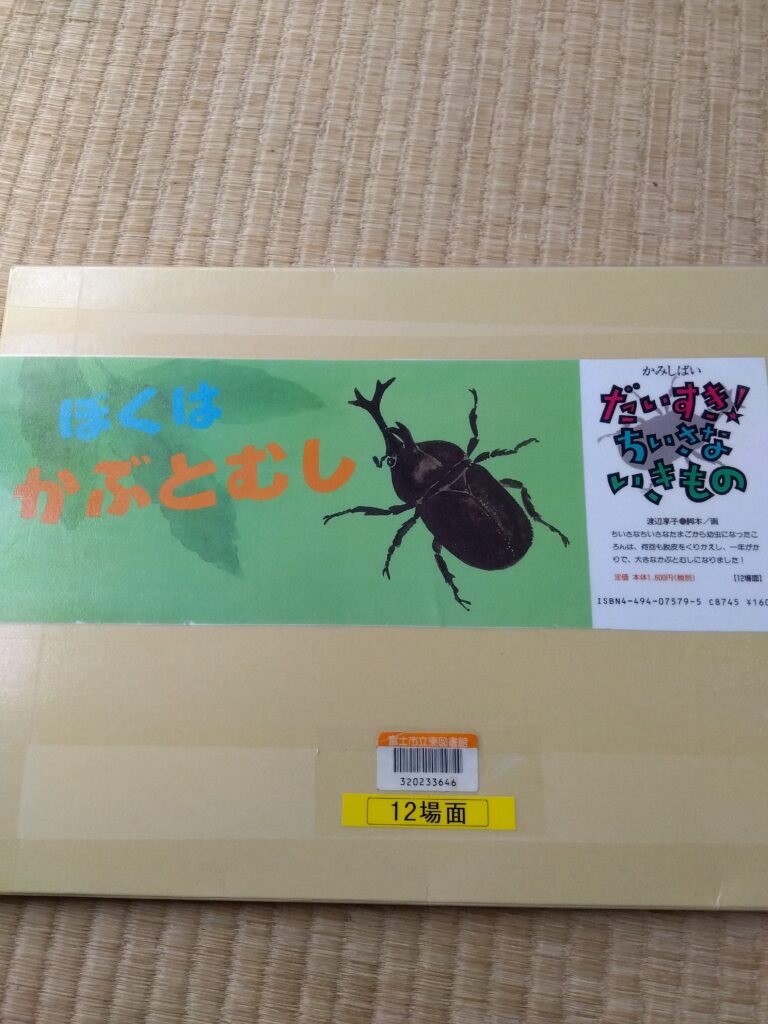 ぼくは
かぶとむし
かみしばい
だいすき!
ちいさな
いきもの
渡辺享子●脚本/画
ちいさなちいさなたまごから幼虫になったこ
ろんは、何回も脱皮をくりかえし、一年がか
りで、大きなかぶとむしになりました!
定価 本体1,600円(税別)
【12場面】
ISBN4-494-07579-5 C8745 ¥160
富士市立東図書館
320233646
12場面